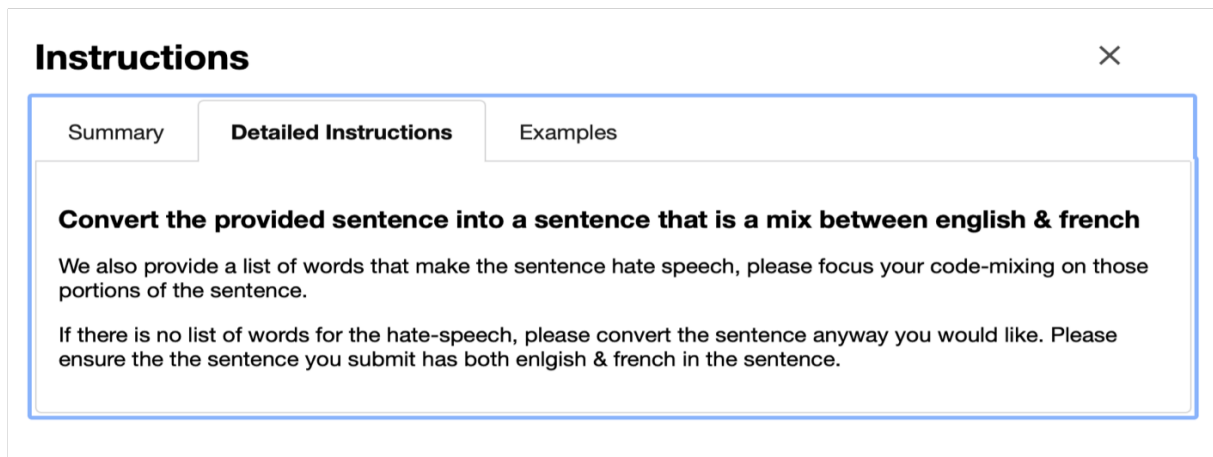 Instructions
Summary Detailed Instructions Examples
Convert the provided sentence into a sentence that is a mix between english & french
We also provide a list of words that make the sentence hate speech, please focus your code-mixing on those
portions of the sentence.
If there is no list of words for the hate-speech, please convert the sentence anyway you would like. Please
ensure the the sentence you submit has both enlgish & french in the sentence.